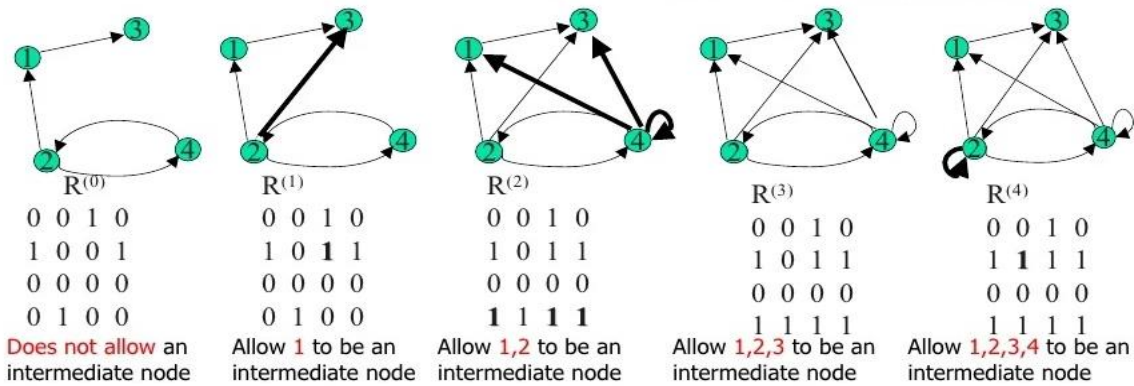 1 3
2 4
R(0)
0 0 1 0
1 0 0 1
0 0 0 0
0 1 0 0
Does not allow an
intermediate node
1 3
2 4
R(1)
0 0 1 0
1 0 1 1
0 0 0 0
0 1 0 0
Allow 1 to be an
intermediate node
3
1
2 4
R(2)
0 0 1 0
1 0 1 1
0 0 0 0
1 1 1 1
Allow 1,2 to be an
intermediate node
3
1
2 4
R(3)
0 0 1 0
1 0 1 1
0 0 0 0
1 1 1 1
Allow 1,2,3 to be an
intermediate node
3
1
4
2
R(4)
0 0 1 0
1 1 1 1
0 0 0 0
1 1 1 1
Allow 1,2,3,4 to be an
intermediate node